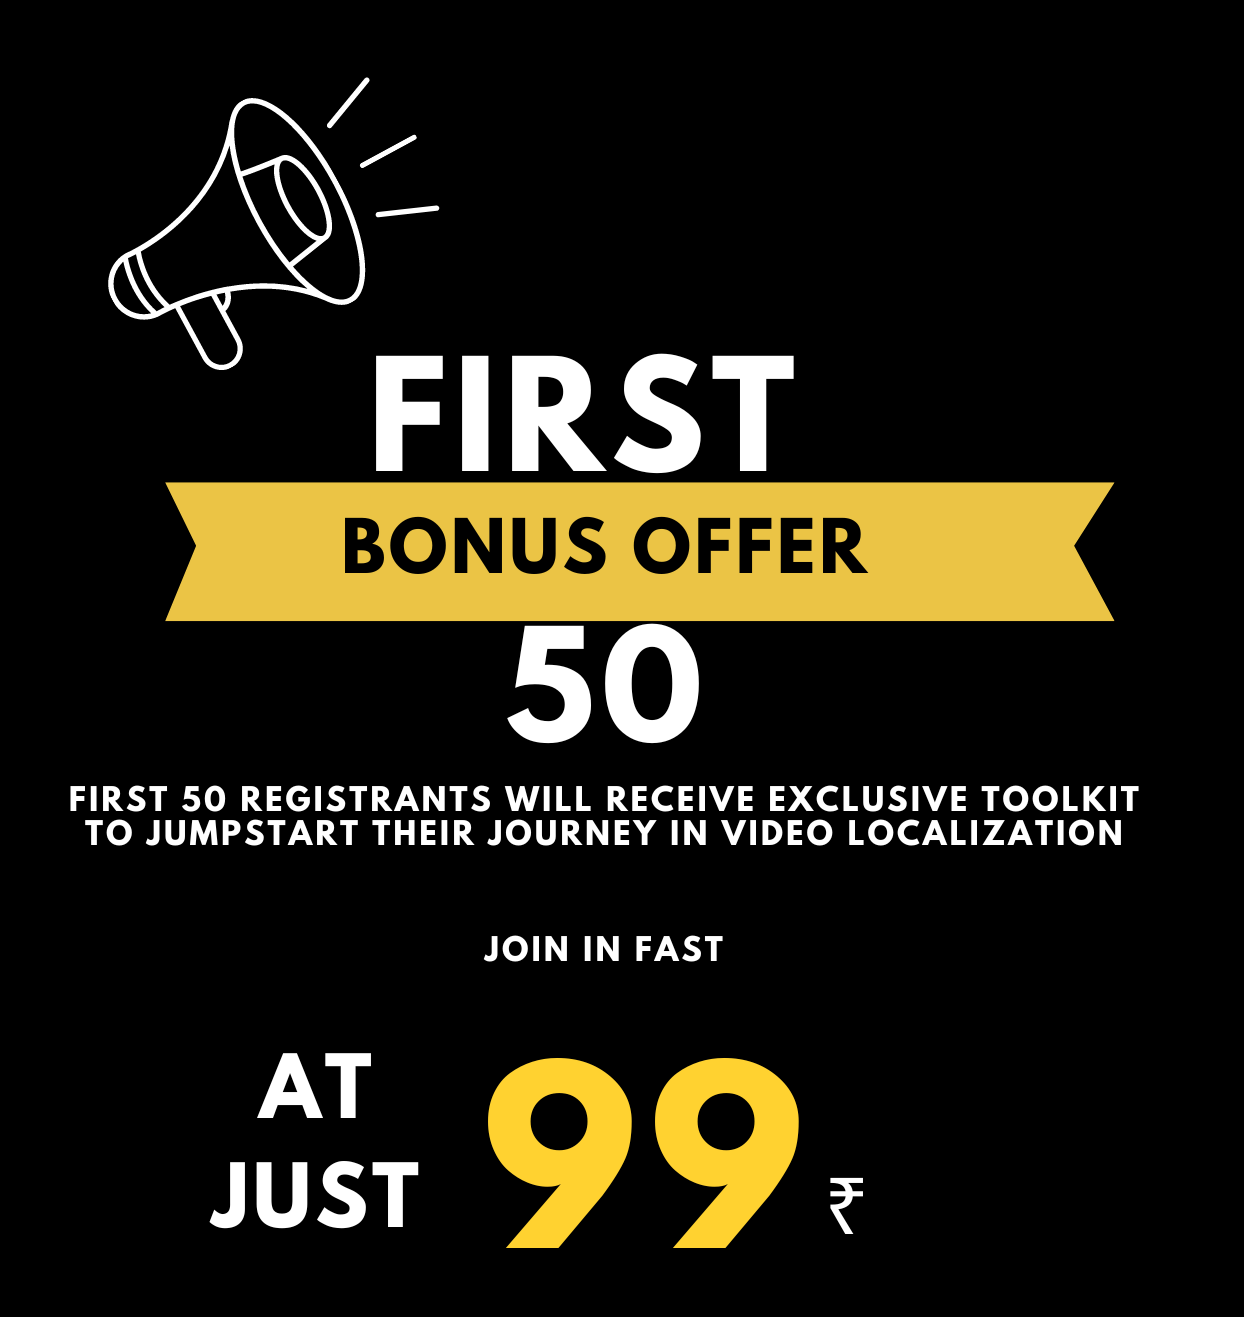 FIRST
BONUS OFFER
50
FIRST 50 REGISTRANTS WILL RECEIVE EXCLUSIVE TOOLKIT
TO JUMPSTART THEIR JOURNEY IN VIDEO LOCALIZATION
JOIN IN FAST
AT
JUST
99 ₹